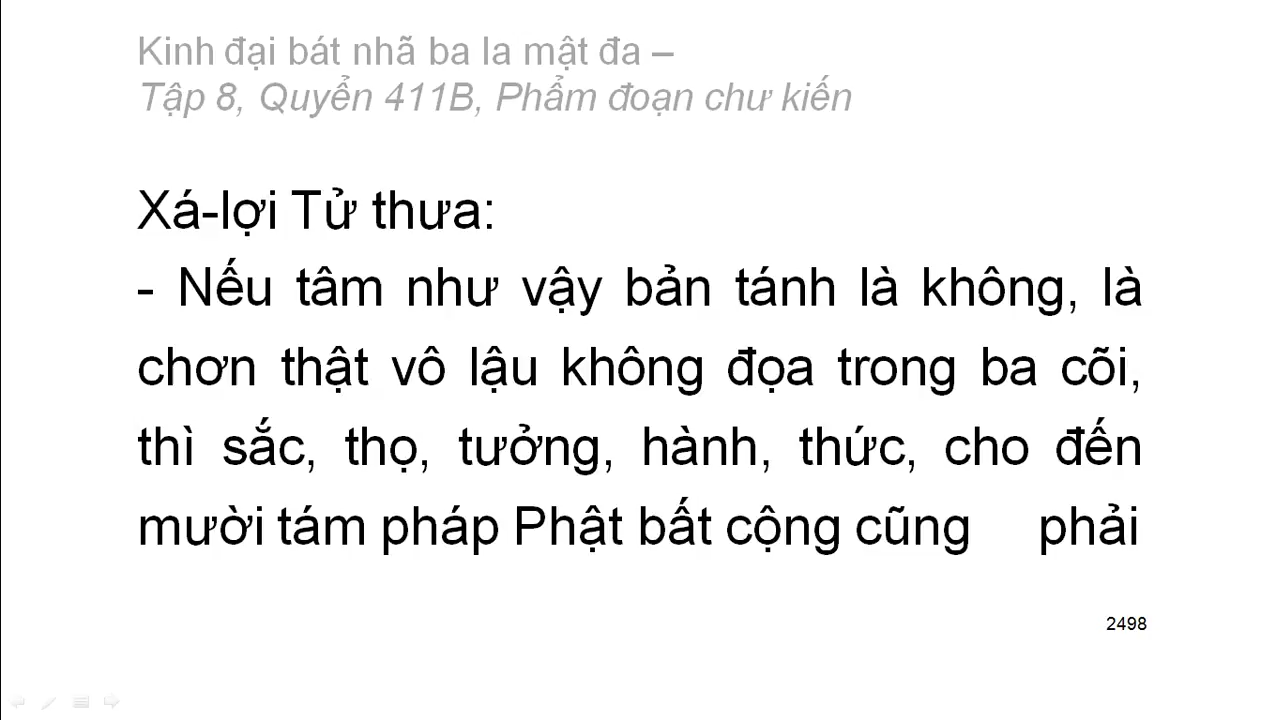 Kinh đại bát nhã ba la mật đa –
Tập 8, Quyển 411B, Phẩm đoạn chư kiến
Xá-lợi Tử thưa:
- Nếu tâm như vậy bản tánh là không, là
chơn thật vô lậu không đọa trong ba cõi,
thì sắc, thọ, tưởng, hành, thức, cho đến
mười tám pháp Phật bất cộng cũng phải
2498